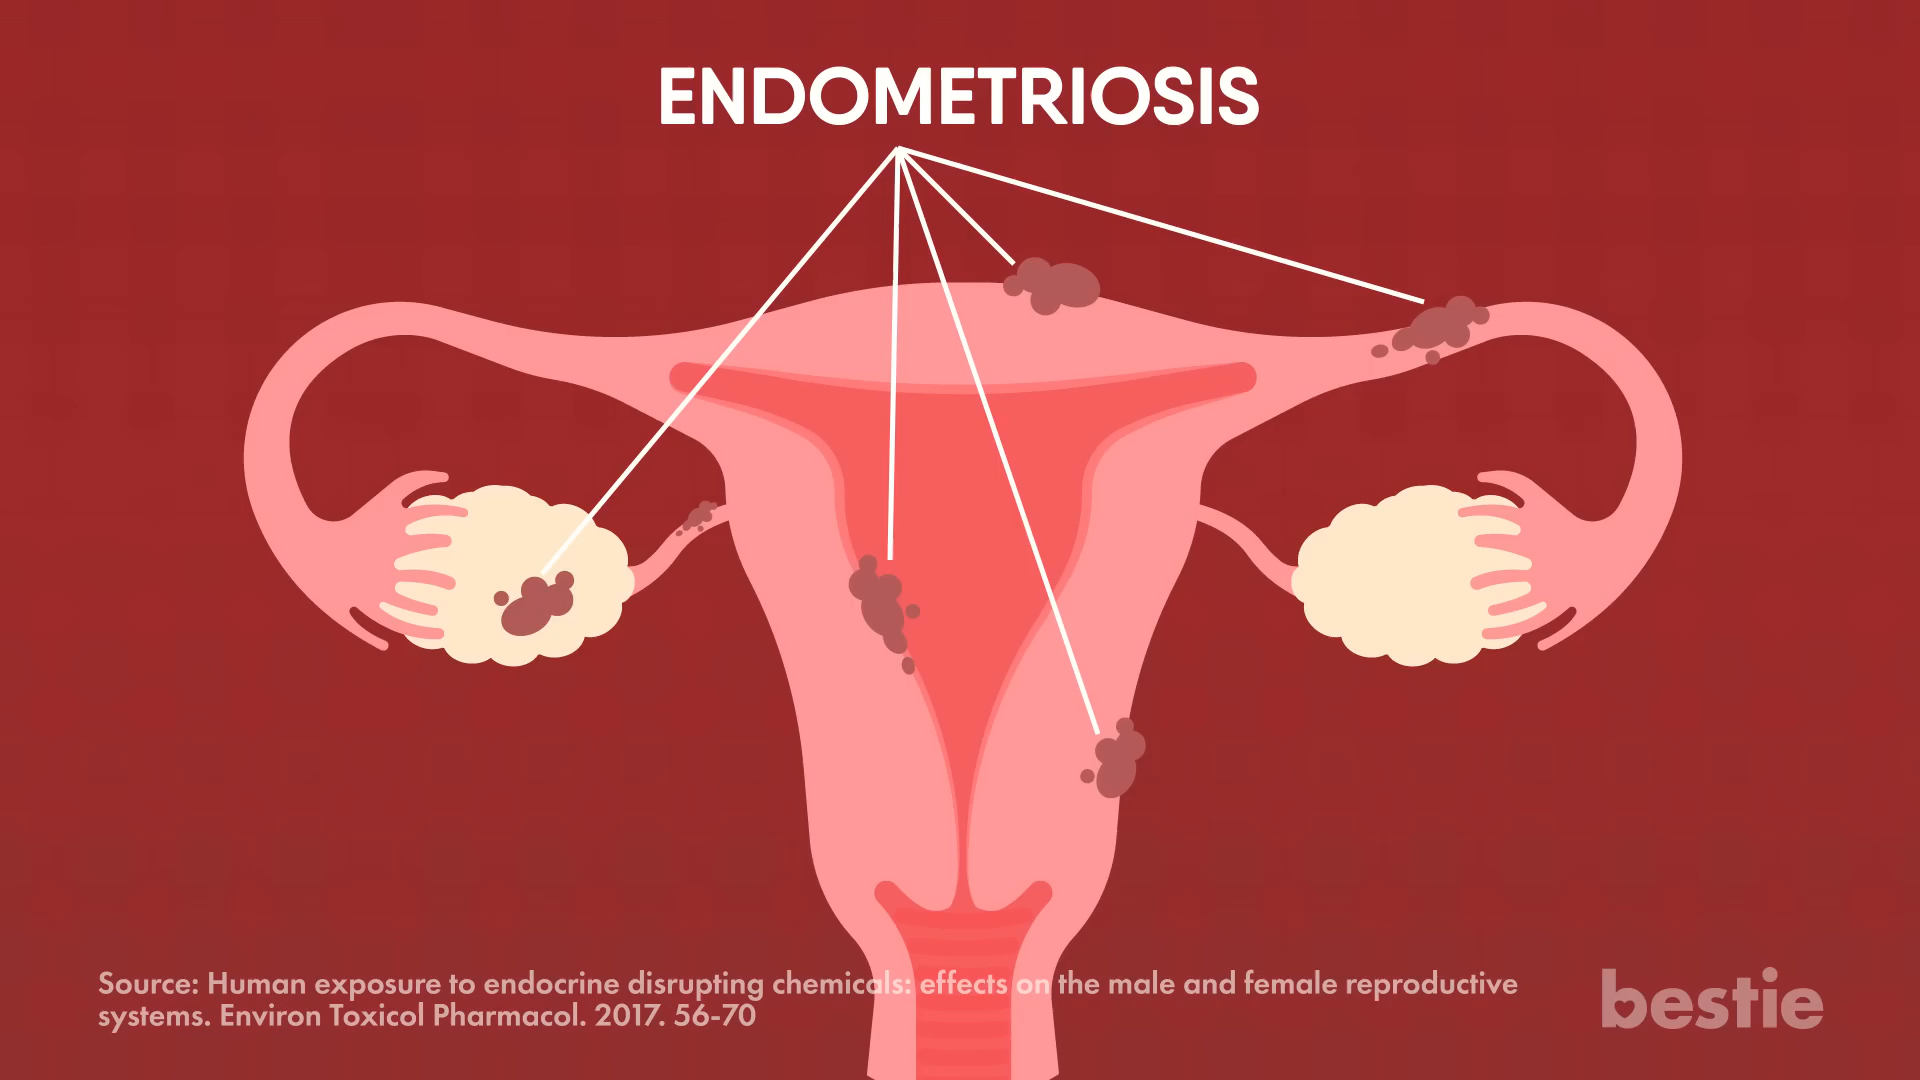 ENDOMETRIOSIS
Source: Human exposure to endocrine disrupting chemicals: effects on the male and female reproductive
systems. Environ Toxicol Pharmacol. 2017. 56-70
bestie